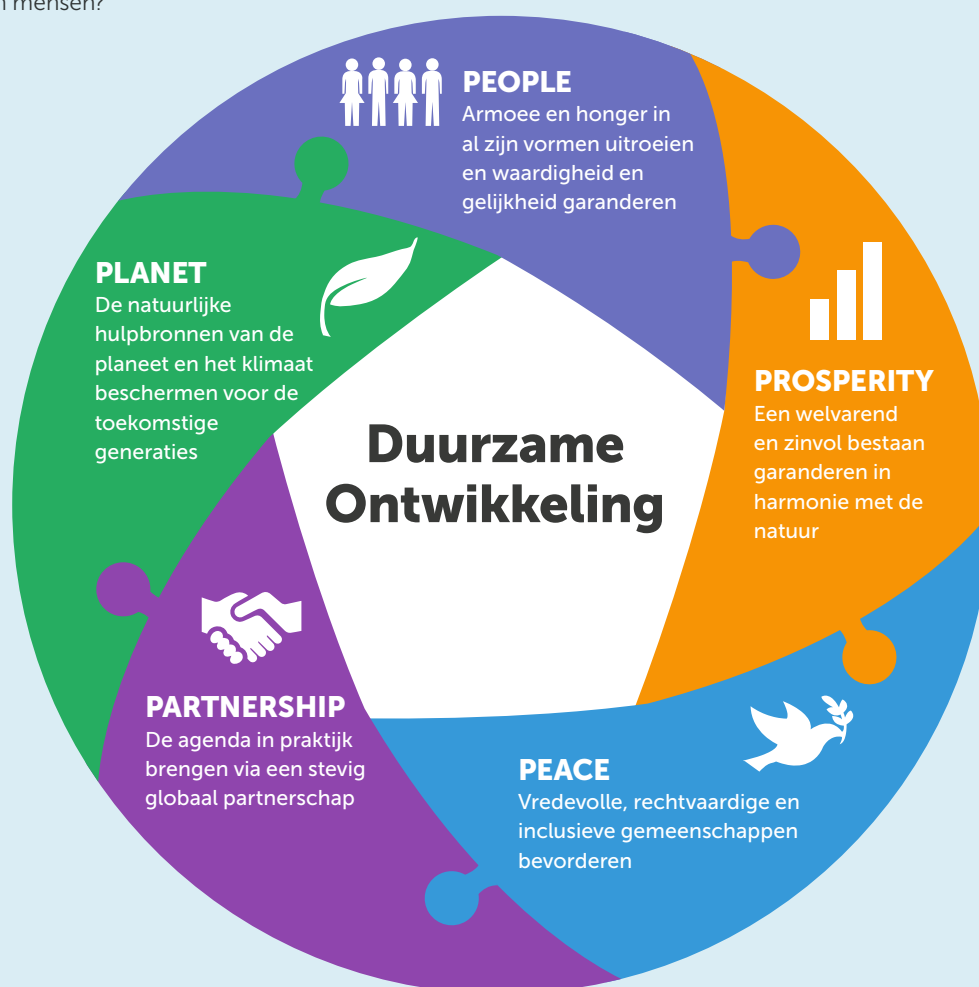 n mensen?
PEOPLE
Armoee en honger in
al zijn vormen uitroeien
en waardigheid en
gelijkheid garanderen
PLANET
De natuurlijke
hulpbronnen van de
planeet en het klimaat
beschermen voor de
toekomstige
generaties
PROSPERITY
Een welvarend
en zinvol bestaan
garanderen in
harmonie met de
natuur
Duurzame
Ontwikkeling
PARTNERSHIP
De agenda in praktijk
brengen via een stevig
globaal partnerschap
PEACE
Vredevolle, rechtvaardige en
inclusieve gemeenschappen
bevorderen